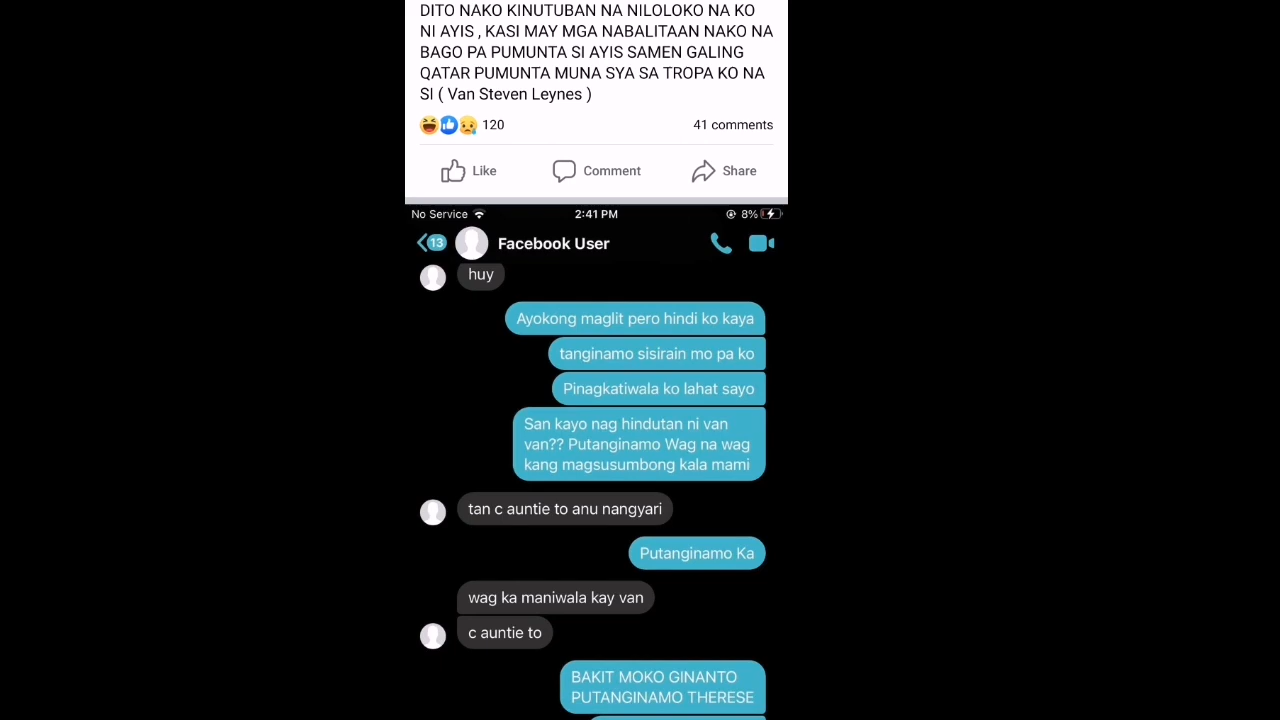 DITO NAKO KINUTUBAN NA NILOLOKO NA KO
NI AYIS , KASI MAY MGA NABALITAAN NAKO NA
BAGO PA PUMUNTA SI AYIS SAMEN GALING
QATAR PUMUNTA MUNA SYA SA TROPA KO NA
SI ( Van Steven Leynes )
120 41 comments
Like Comment Share
No Service 2:41 PM 8%
13 Facebook User
huy
Ayokong maglit pero hindi ko kaya
tanginamo sisirain mo pa ko
Pinagkatiwala ko lahat sayo
San kayo nag hindutan ni van
van?? Putanginamo Wag na wag
kang magsusumbong kala mami
tan c auntie to anu nangyari
Putanginamo Ka
wag ka maniwala kay van
c auntie to
BAKIT MOKO GINANTO
PUTANGINAMO THERESE